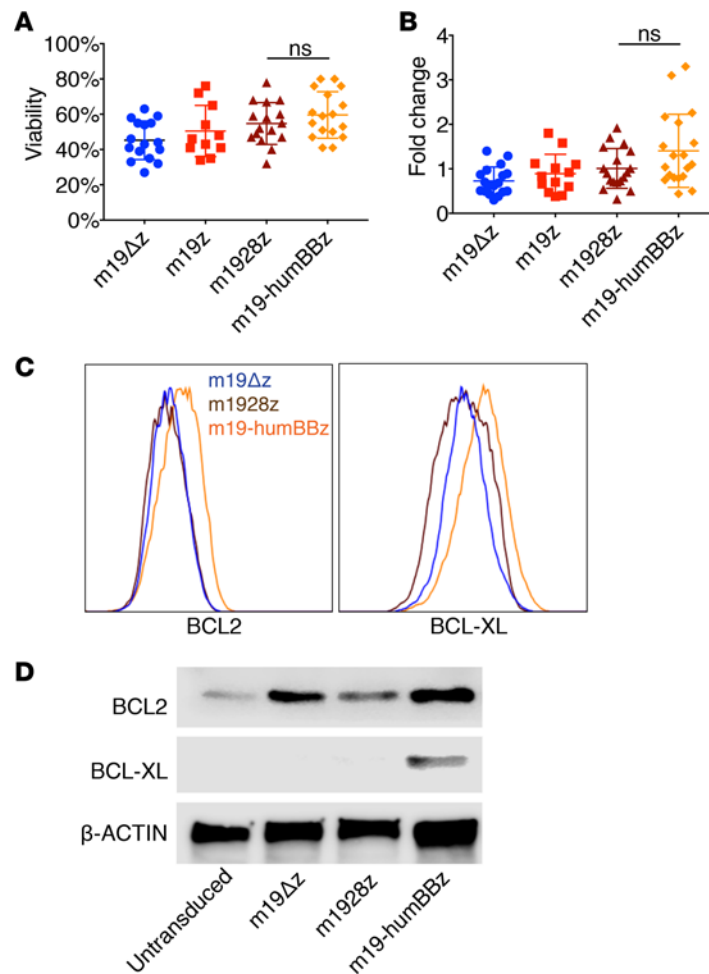 A
100%
80%
60%
40%
20%
0%
Viability
ns
m19Δz
m19z
m1928z
m19-humBBz
B
4
3
2
1
0
Fold change
ns
m19Δz
m19z
m1928z
m19-humBBz
C
m19Δz
m1928z
m19-humBBz
BCL2
BCL-XL
D
BCL2
BCL-XL
β-ACTIN
Untransduced
m19Δz
m1928z
m19-humBBz